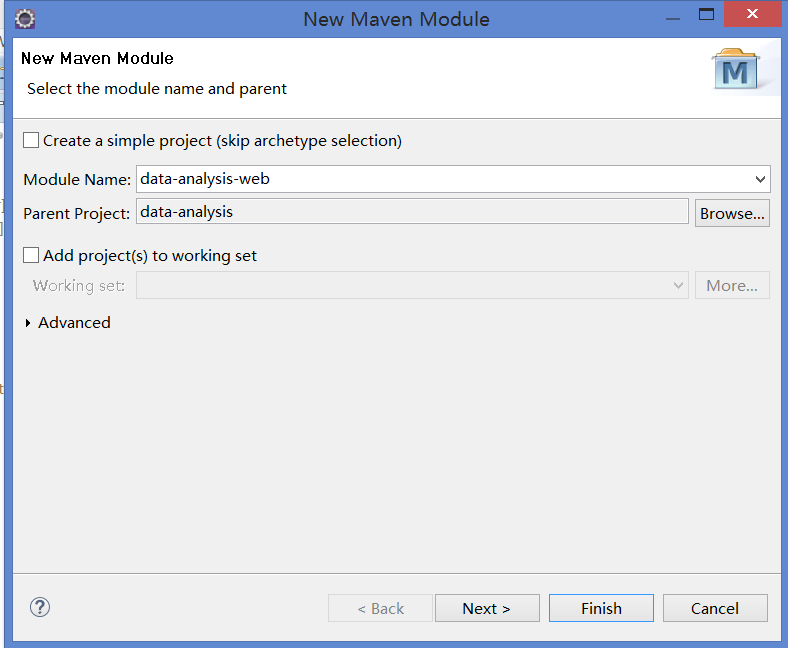 New Maven Module
New Maven Module
Select the module name and parent
M
Create a simple project (skip archetype selection)
Module Name: data-analysis-web
Parent Project: data-analysis Browse...
Add project(s) to working set
Working set: More...
Advanced
? < Back Next > Finish Cancel